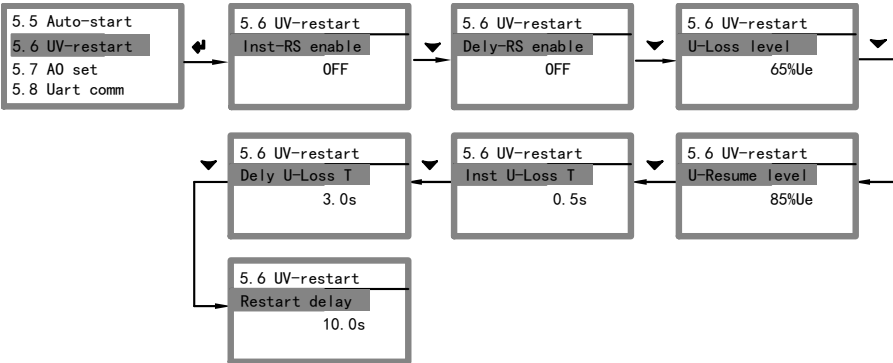 5.5 Auto-start
5.6 UV-restart
5.7 AO set
5.8 Uart comm
5.6 UV-restart
Inst-RS enable
OFF
5.6 UV-restart
Dely-RS enable
OFF
5.6 UV-restart
U-Loss level
65%Ue
5.6 UV-restart
U-Resume level
85%Ue
5.6 UV-restart
Inst U-Loss T
0.5s
5.6 UV-restart
Dely U-Loss T
3.0s
5.6 UV-restart
Restart delay
10.0s